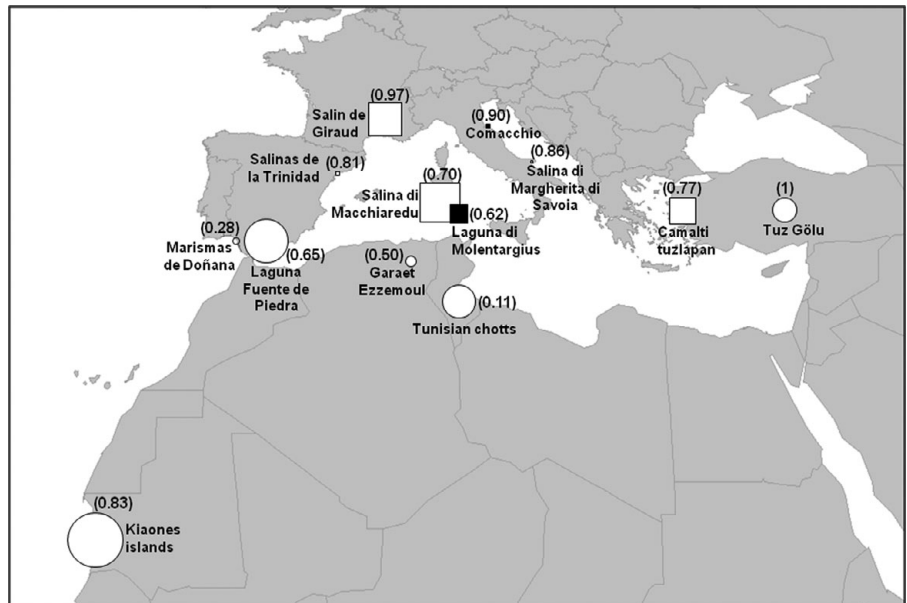 (0.97)
Salin de
Giraud
(0.90)
Comacchio
(0.86)
Salina di
Margherita di
Savoia
Salinas de
la Trinidad
(0.81)
(0.70)
Salina di
Macchiaredu
(0.62)
Laguna di
Molentargius
(0.77)
Camalti
tuzlapan
(1)
Tuz Gölu
(0.28)
Marismas
de Doñana
(0.65)
Laguna
Fuente de
Piedra
(0.50)
Garaet
Ezzemoul
(0.11)
Tunisian chotts
(0.83)
Kiaones
islands